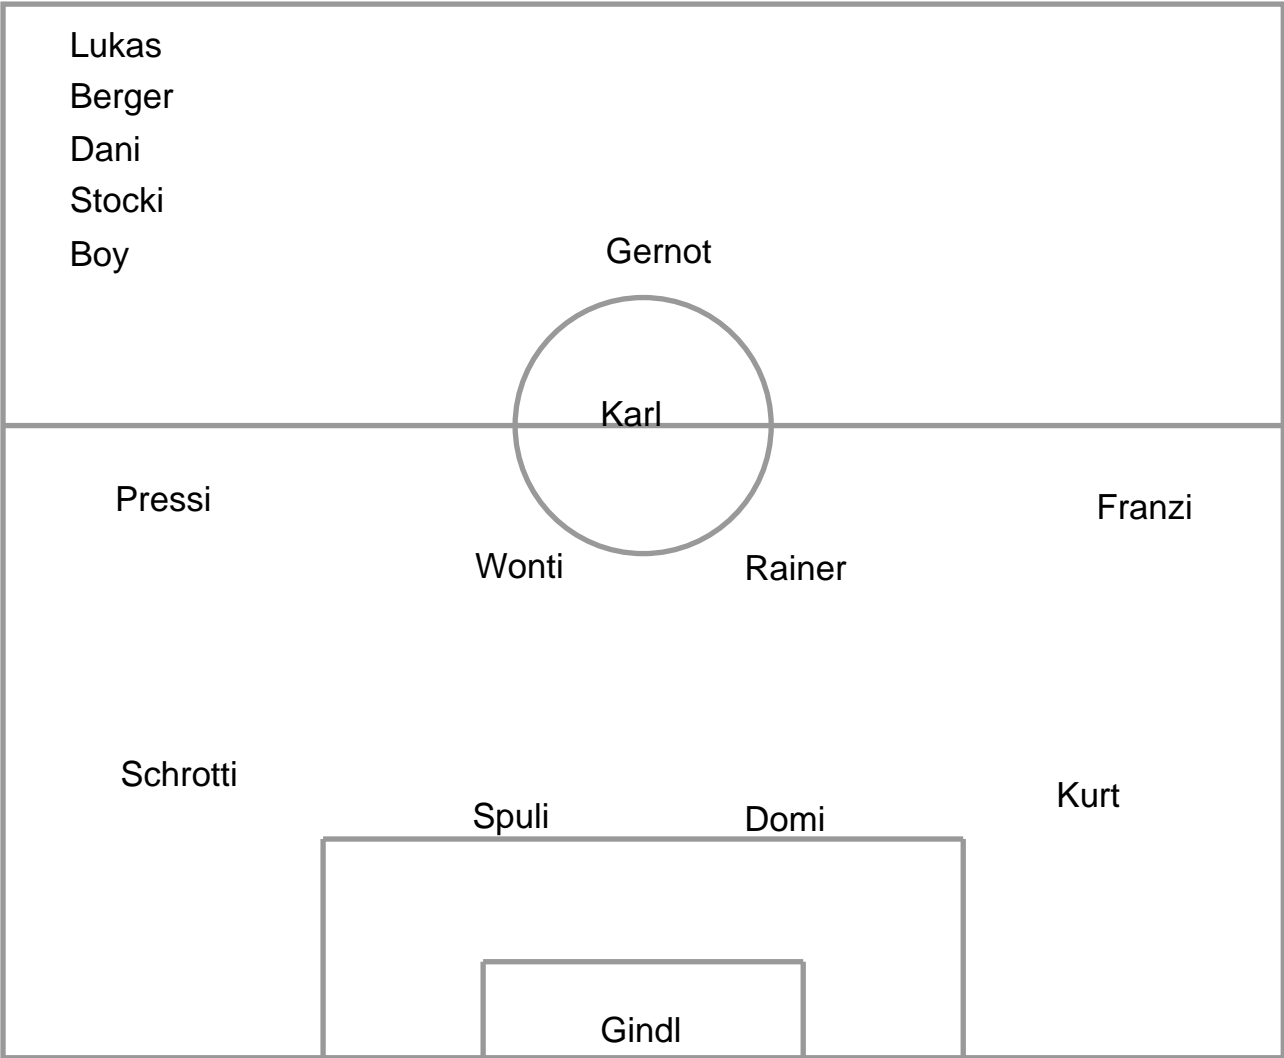 Lukas
Berger
Dani
Stocki
Boy
Gernot
Karl
Pressi
Franzi
Wonti
Rainer
Schrotti
Kurt
Spuli
Domi
Gindl